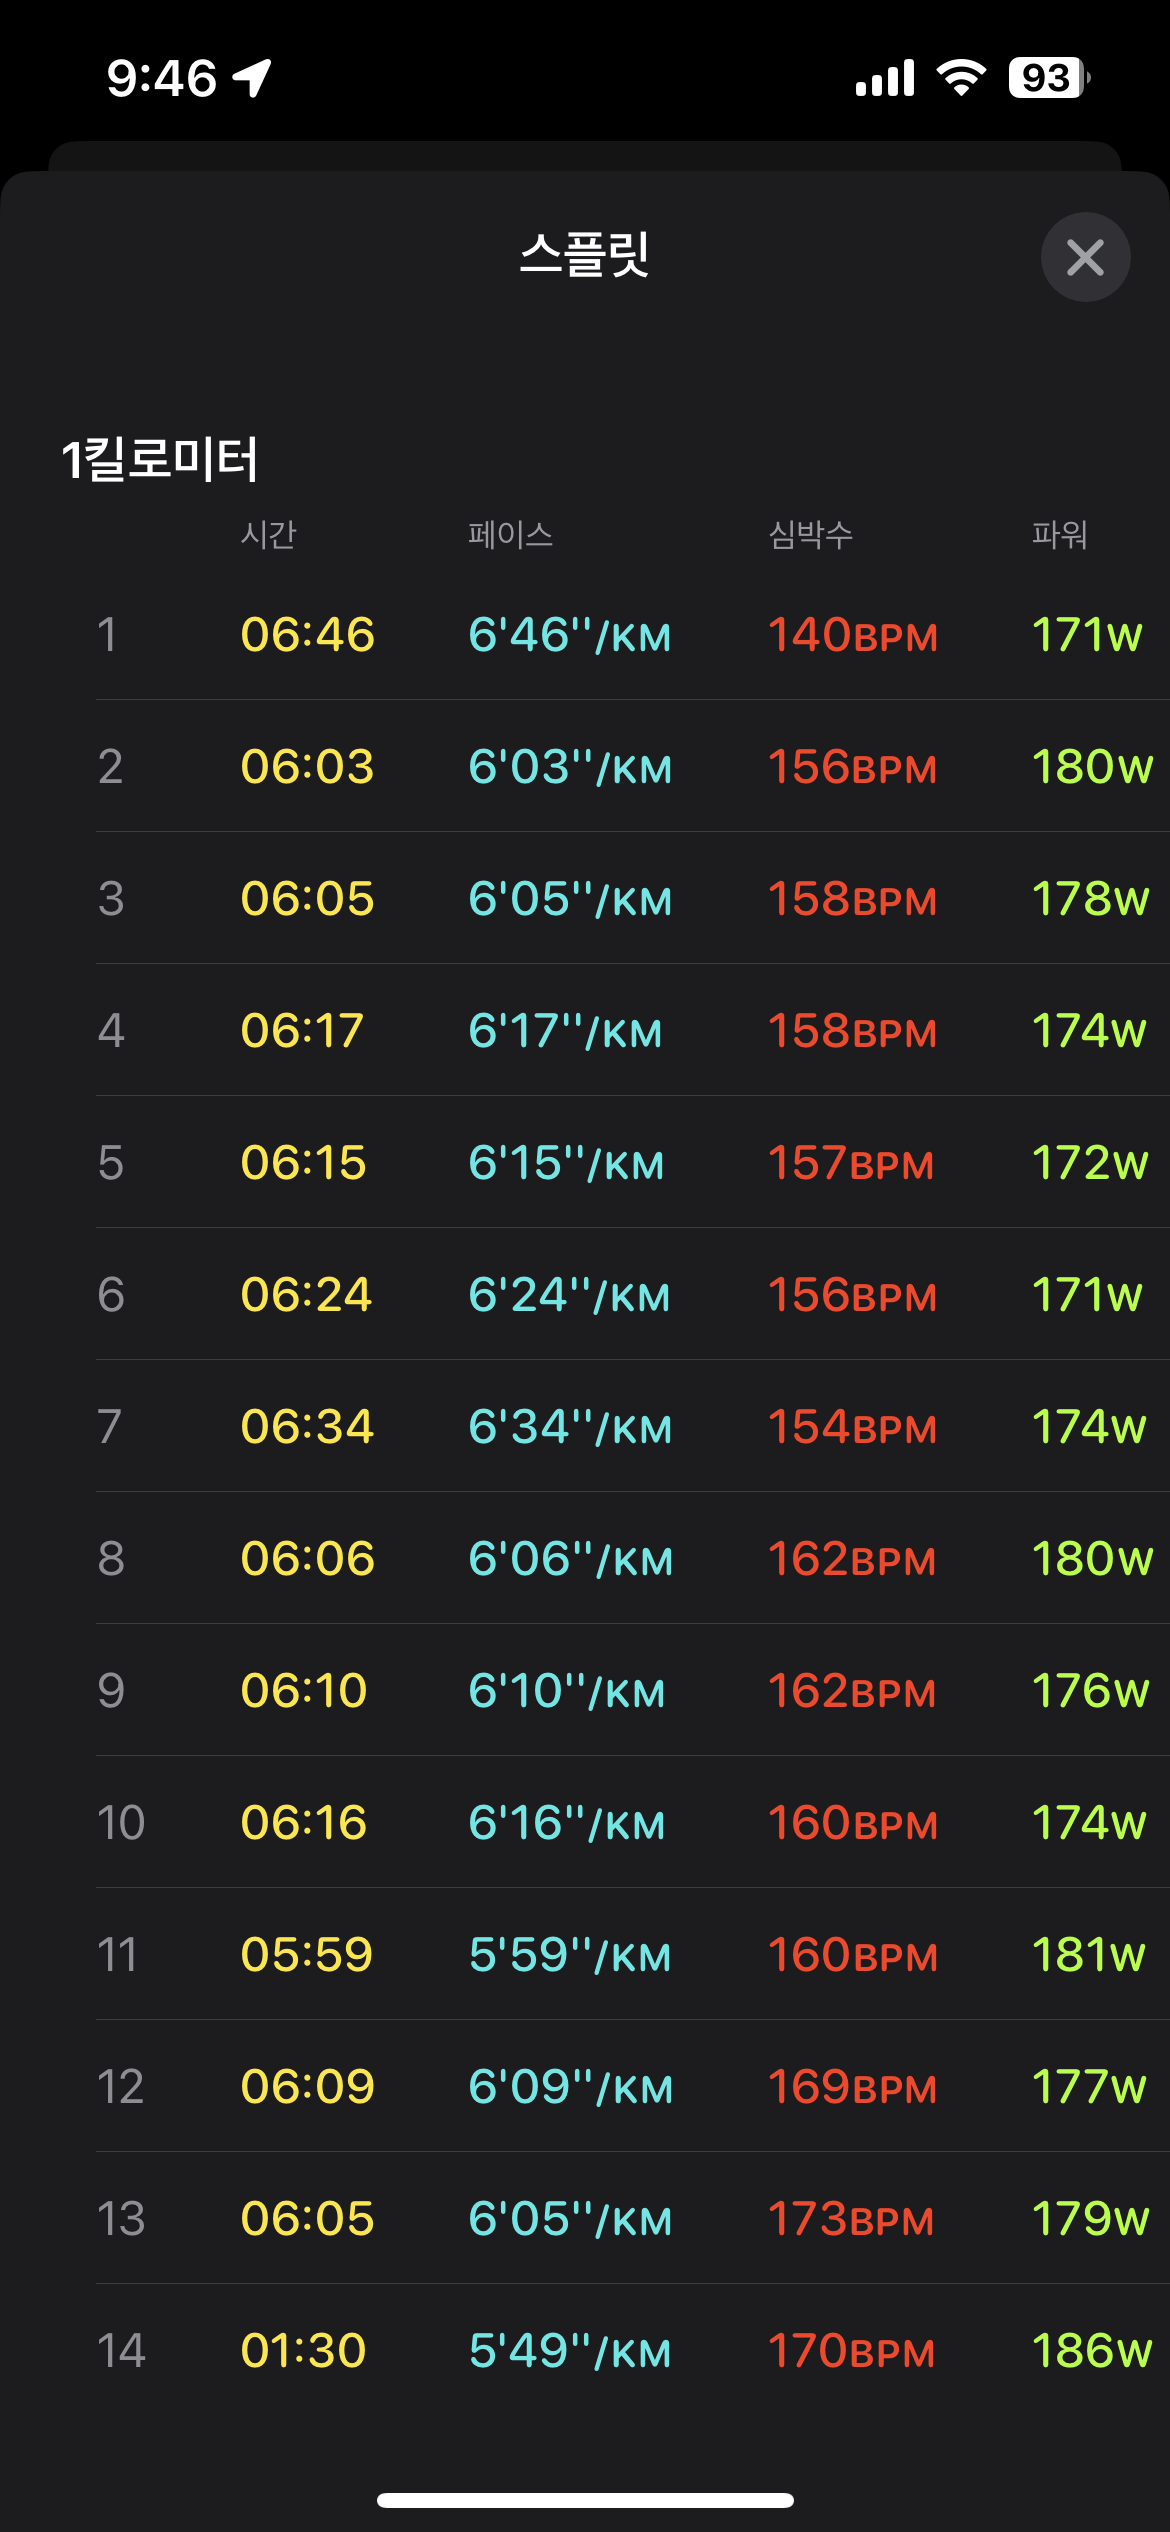 9:46 93
스플릿
1킬로미터
시간 페이스 심박수 파워
1 06:46 6'46''/KM 140BPM 171W
2 06:03 6'03''/KM 156BPM 180W
3 06:05 6'05''/KM 158BPM 178W
4 06:17 6'17''/KM 158BPM 174W
5 06:15 6'15''/KM 157BPM 172W
6 06:24 6'24''/KM 156BPM 171W
7 06:34 6'34''/KM 154BPM 174W
8 06:06 6'06''/KM 162BPM 180W
9 06:10 6'10''/KM 162BPM 176W
10 06:16 6'16''/KM 160BPM 174W
11 05:59 5'59''/KM 160BPM 181W
12 06:09 6'09''/KM 169BPM 177W
13 06:05 6'05''/KM 173BPM 179W
14 01:30 5'49''/KM 170BPM 186W